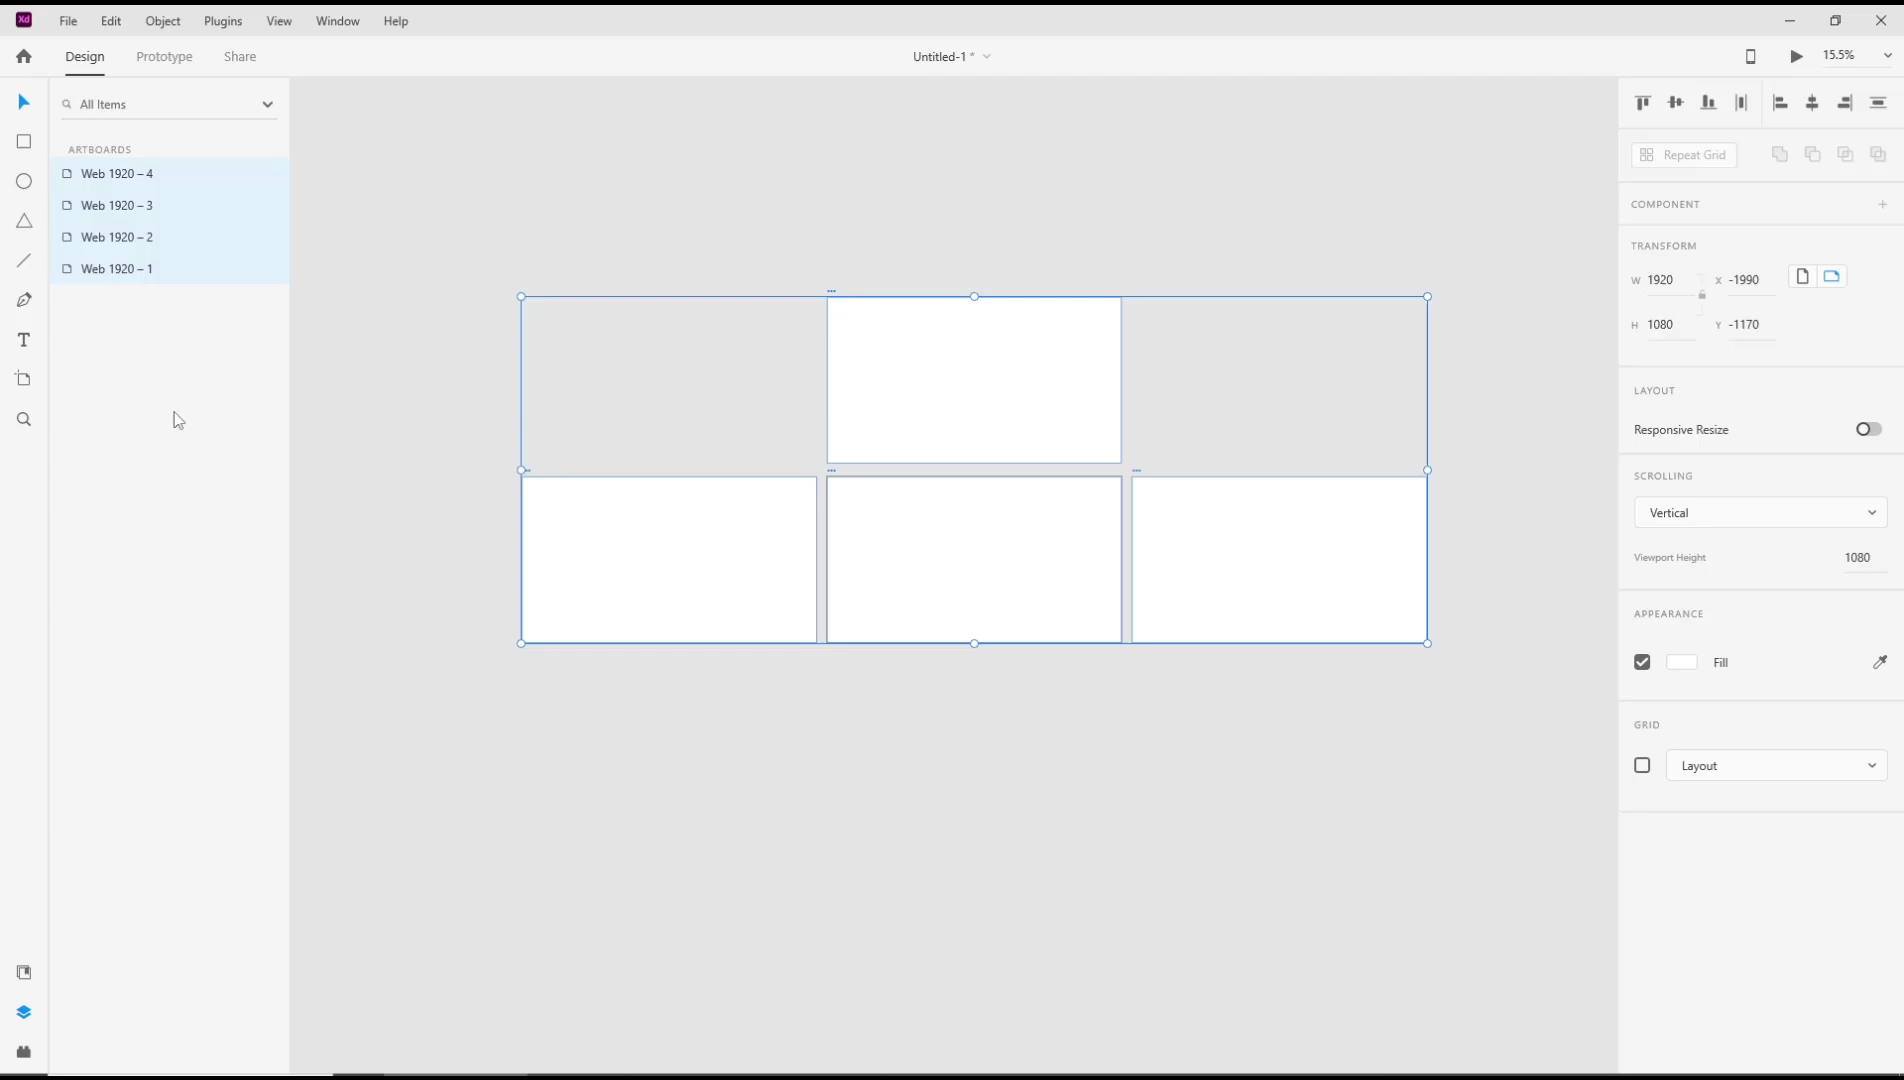 Xd File Edit Object Plugins View Window Help
Design Prototype Share Untitled-1 * 15.5%
All Items
ARTBOARDS
Web 1920 – 4
Web 1920 – 3
Web 1920 – 2
Web 1920 – 1
Repeat Grid
COMPONENT
TRANSFORM
W 1920 X -1990
H 1080 Y -1170
LAYOUT
Responsive Resize
SCROLLING
Vertical
Viewport Height 1080
APPEARANCE
Fill
GRID
Layout